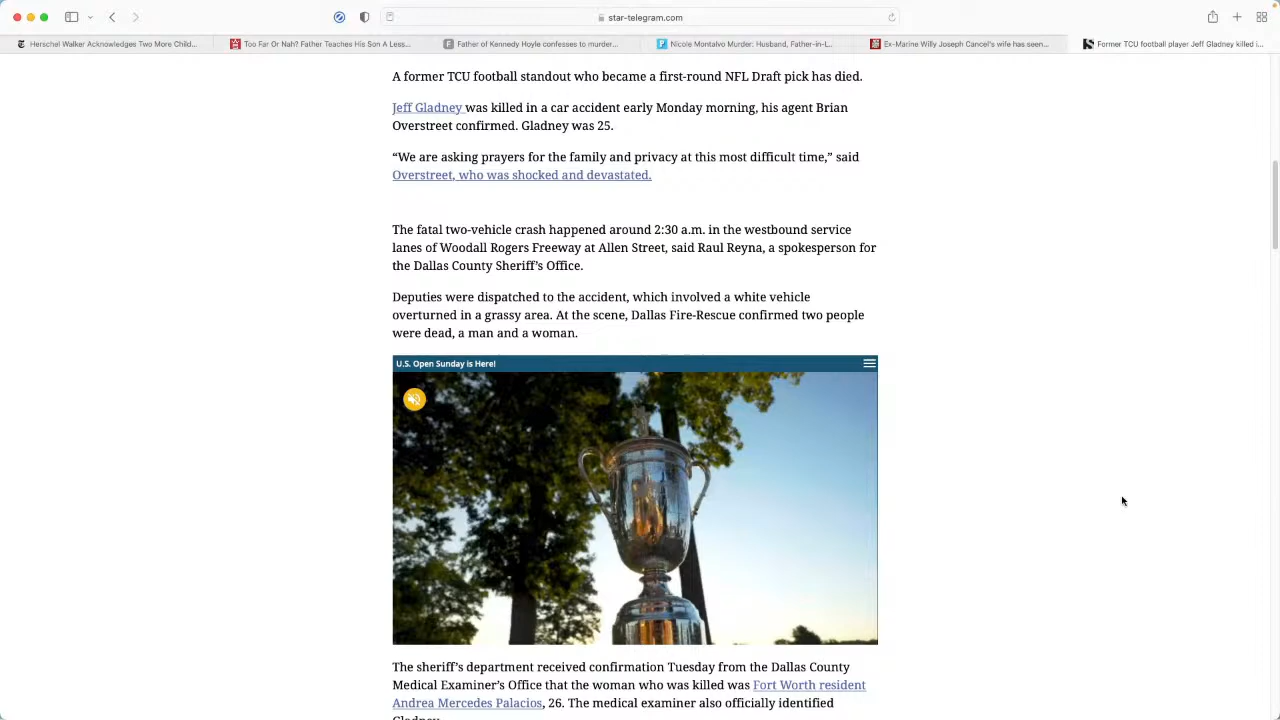 star-telegram.com
Herschel Walker Acknowledges Two More Child...
Too Far Or Nah? Father Teaches His Son A Less...
Father of Kennedy Hoyle confesses to murder...
Nicole Montalvo Murder: Husband, Father-in-L...
Ex-Marine Willy Joseph Cancel's wife has seen...
Former TCU football player Jeff Gladney killed i...
A former TCU football standout who became a first-round NFL Draft pick has died.
Jeff Gladney was killed in a car accident early Monday morning, his agent Brian
Overstreet confirmed. Gladney was 25.
“We are asking prayers for the family and privacy at this most difficult time,” said
Overstreet, who was shocked and devastated.
The fatal two-vehicle crash happened around 2:30 a.m. in the westbound service
lanes of Woodall Rogers Freeway at Allen Street, said Raul Reyna, a spokesperson for
the Dallas County Sheriff’s Office.
Deputies were dispatched to the accident, which involved a white vehicle
overturned in a grassy area. At the scene, Dallas Fire-Rescue confirmed two people
were dead, a man and a woman.
U.S. Open Sunday is Here!
The sheriff’s department received confirmation Tuesday from the Dallas County
Medical Examiner’s Office that the woman who was killed was Fort Worth resident
Andrea Mercedes Palacios, 26. The medical examiner also officially identified
Gladney.